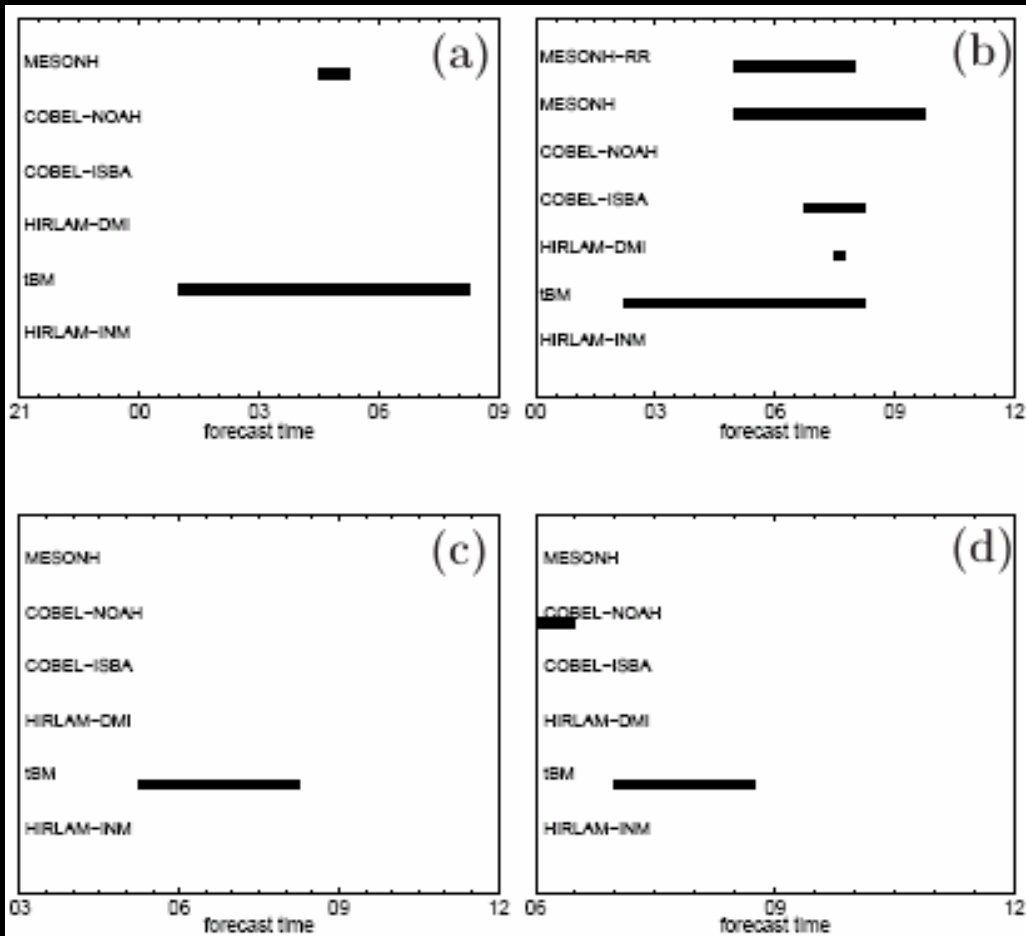 (a)
MESONH
COBEL-NOAH
COBEL-ISBA
HIRLAM-DMI
tBM
HIRLAM-INM
21 00 03 06 09
forecast time
(b)
MESONH-RR
MESONH
COBEL-NOAH
COBEL-ISBA
HIRLAM-DMI
tBM
HIRLAM-INM
00 03 06 09 12
forecast time
(c)
MESONH
COBEL-NOAH
COBEL-ISBA
HIRLAM-DMI
tBM
HIRLAM-INM
03 06 09 12
forecast time
(d)
MESONH
COBEL-NOAH
COBEL-ISBA
HIRLAM-DMI
tBM
HIRLAM-INM
06 09 12
forecast time